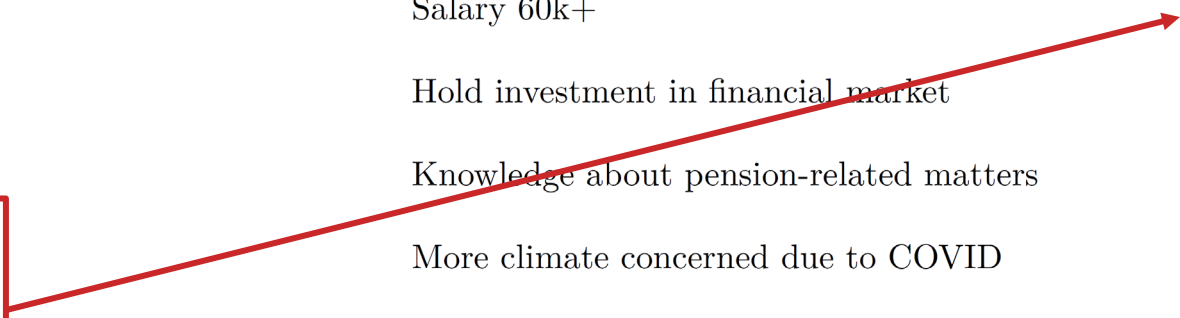 Salary 60k+
Hold investment in financial market
Knowledge about pension-related matters
More climate concerned due to COVID